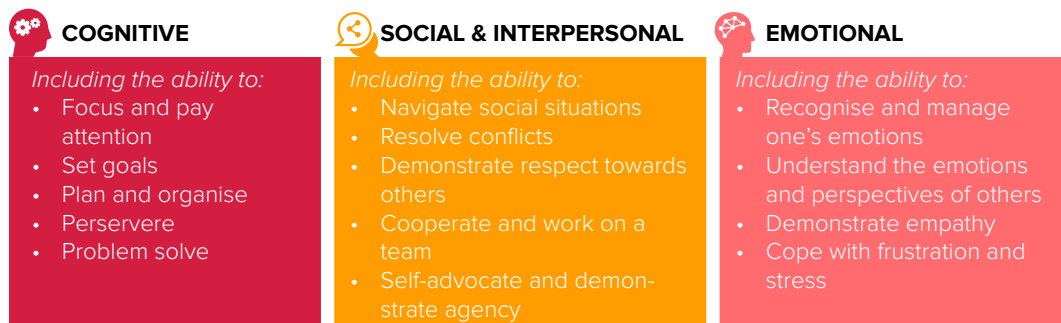 COGNITIVE
Including the ability to:
• Focus and pay
attention
• Set goals
• Plan and organise
• Perservere
• Problem solve
SOCIAL & INTERPERSONAL
Including the ability to:
• Navigate social situations
• Resolve conflicts
• Demonstrate respect towards
others
• Cooperate and work on a
team
• Self-advocate and demon-
strate agency
EMOTIONAL
Including the ability to:
• Recognise and manage
one’s emotions
• Understand the emotions
and perspectives of others
• Demonstrate empathy
• Cope with frustration and
stress